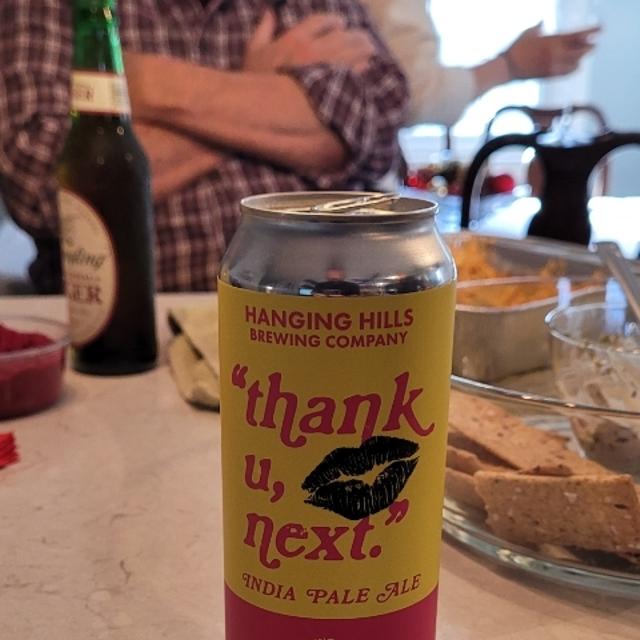 HANGING HILLS
BREWING COMPANY
"thank
u,
next."
INDIA PALE ALE